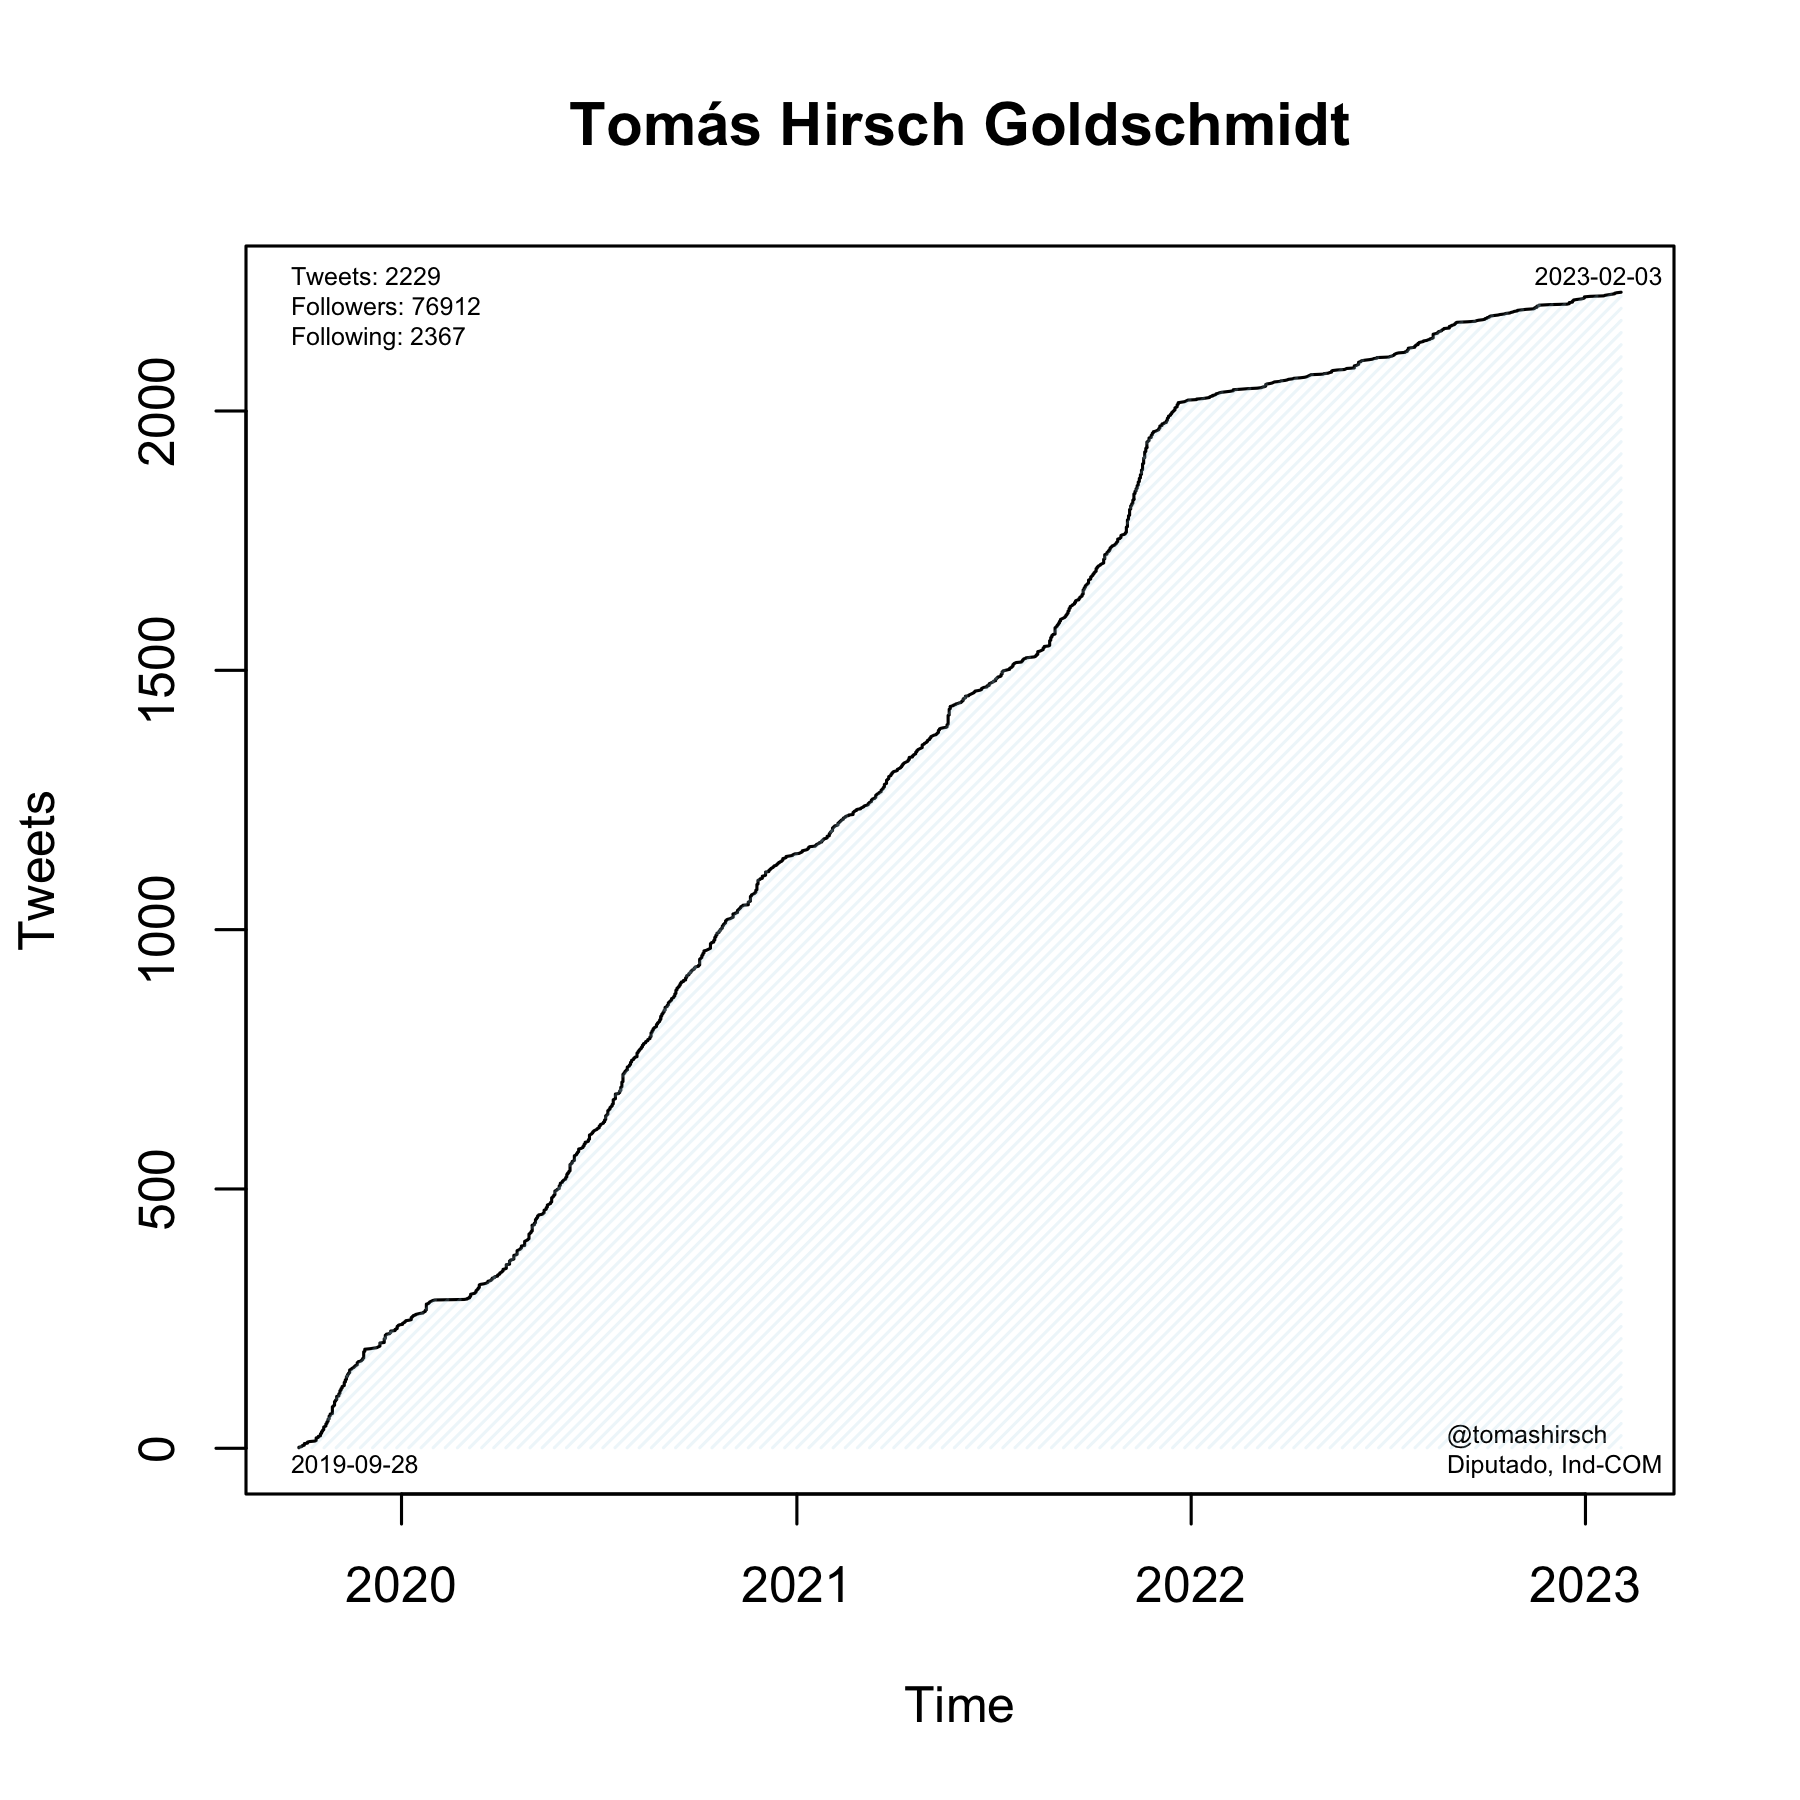 Tomás Hirsch Goldschmidt
Tweets: 2229
Followers: 76912
Following: 2367
2023-02-03
Tweets
2000
1500
1000
500
0
2019-09-28
@tomashirsch
Diputado, Ind-COM
2020
2021
2022
2023
Time